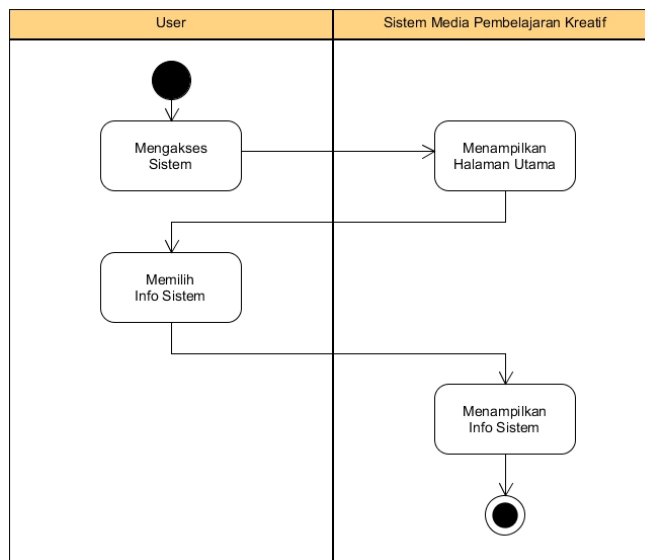 User
Sistem Media Pembelajaran Kreatif
Mengakses
Sistem
Menampilkan
Halaman Utama
Memilih
Info Sistem
Menampilkan
Info Sistem